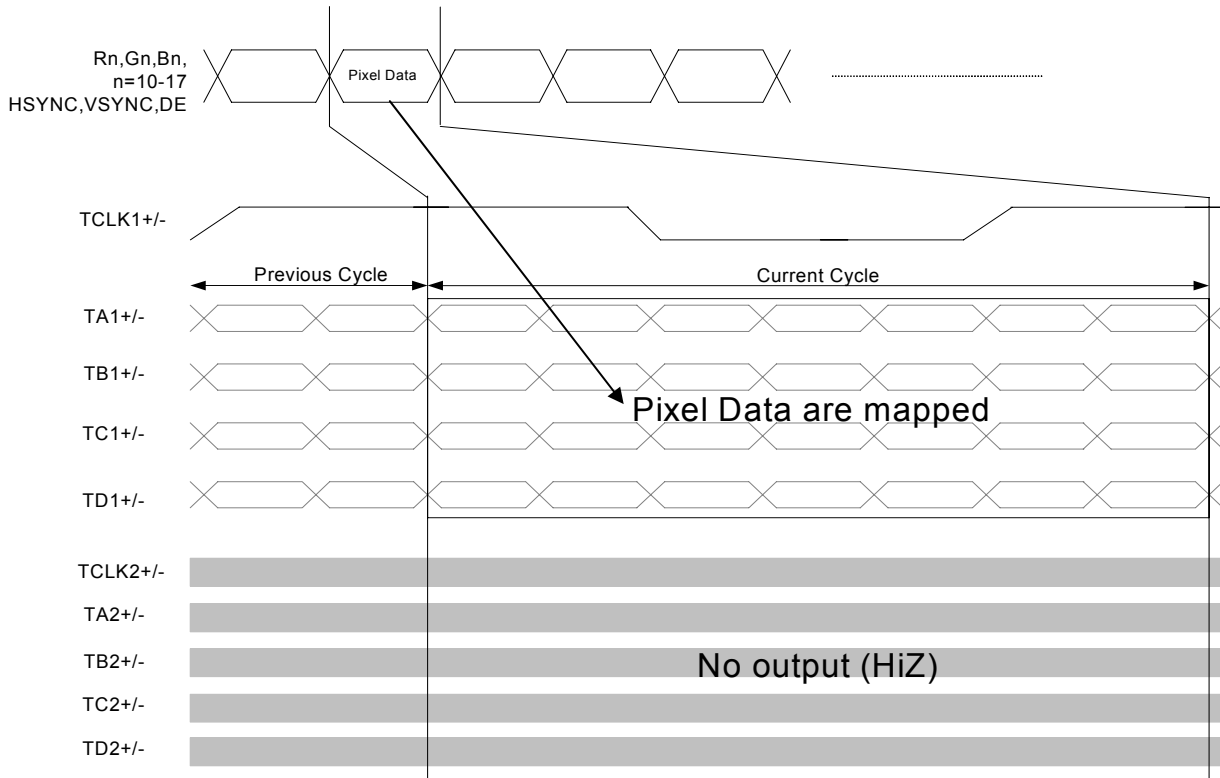 Rn,Gn,Bn,
n=10-17
HSYNC,VSYNC,DE
Pixel Data
TCLK1+/-
Previous Cycle
Current Cycle
TA1+/-
TB1+/-
Pixel Data are mapped
TC1+/-
TD1+/-
TCLK2+/-
TA2+/-
TB2+/-
No output (HiZ)
TC2+/-
TD2+/-